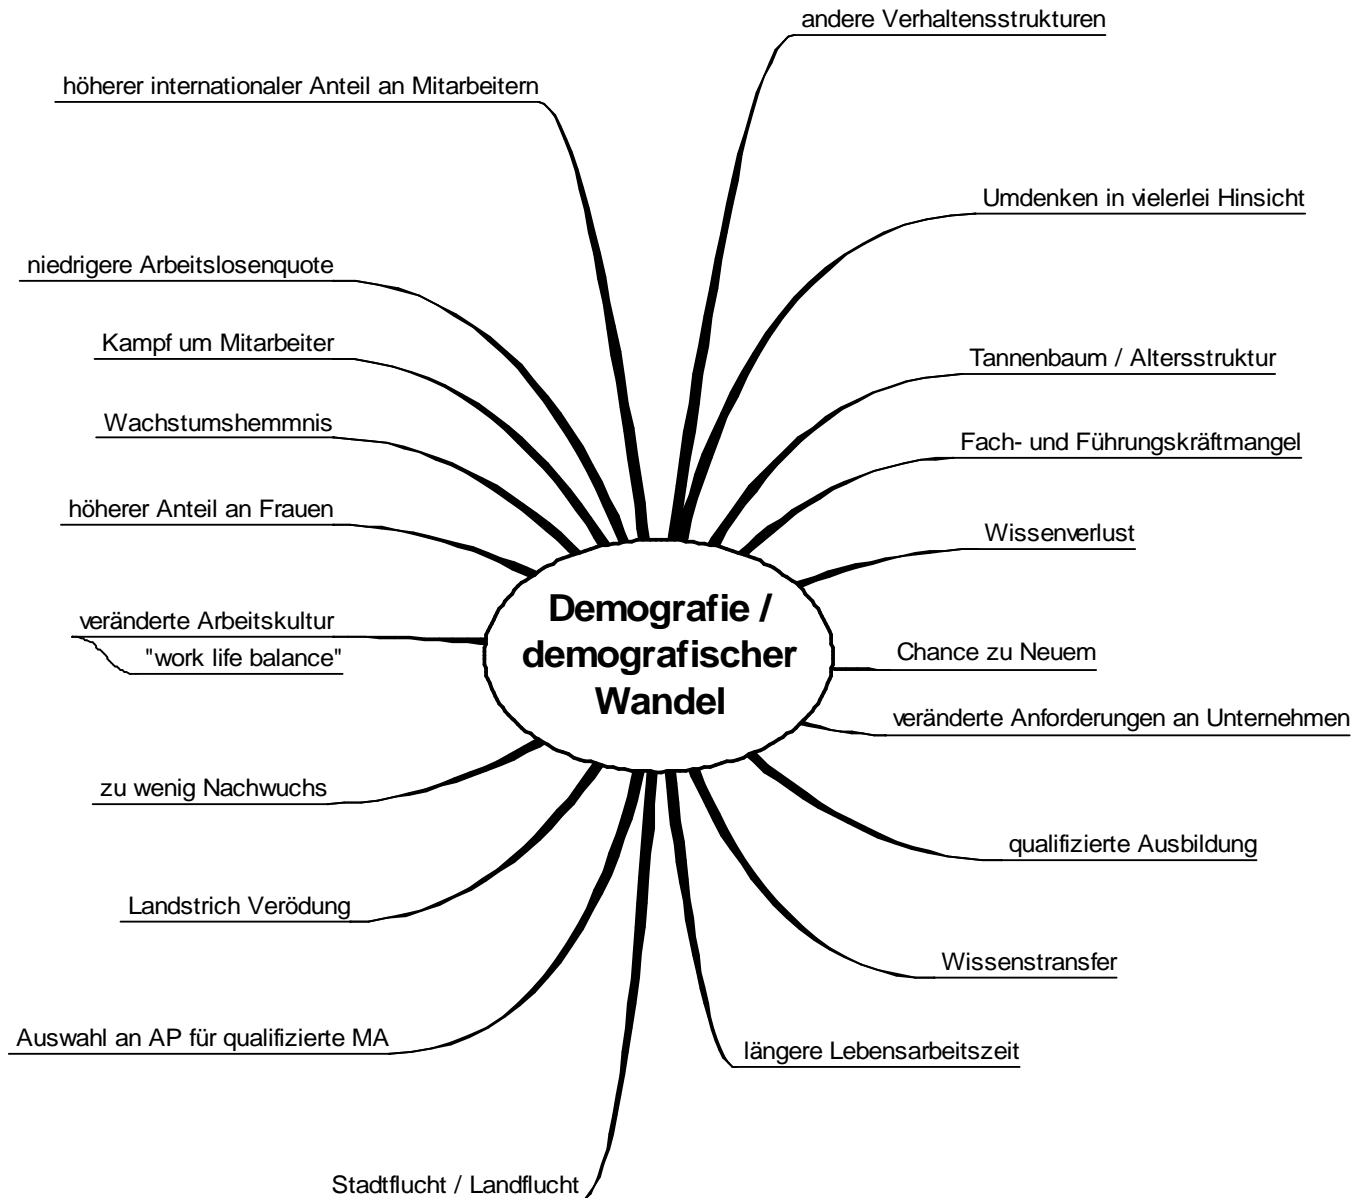 andere Verhaltensstrukturen
höherer internationaler Anteil an Mitarbeitern
Umdenken in vielerlei Hinsicht
niedrigere Arbeitslosenquote
Kampf um Mitarbeiter
Tannenbaum / Altersstruktur
Wachstumshemmnis
Fach- und Führungskräftmangel
höherer Anteil an Frauen
Wissenverlust
Demografie /
demografischer
Wandel
veränderte Arbeitskultur
"work life balance"
Chance zu Neuem
veränderte Anforderungen an Unternehmen
zu wenig Nachwuchs
qualifizierte Ausbildung
Landstrich Verödung
Wissenstransfer
Auswahl an AP für qualifizierte MA
längere Lebensarbeitszeit
Stadtflucht / Landflucht